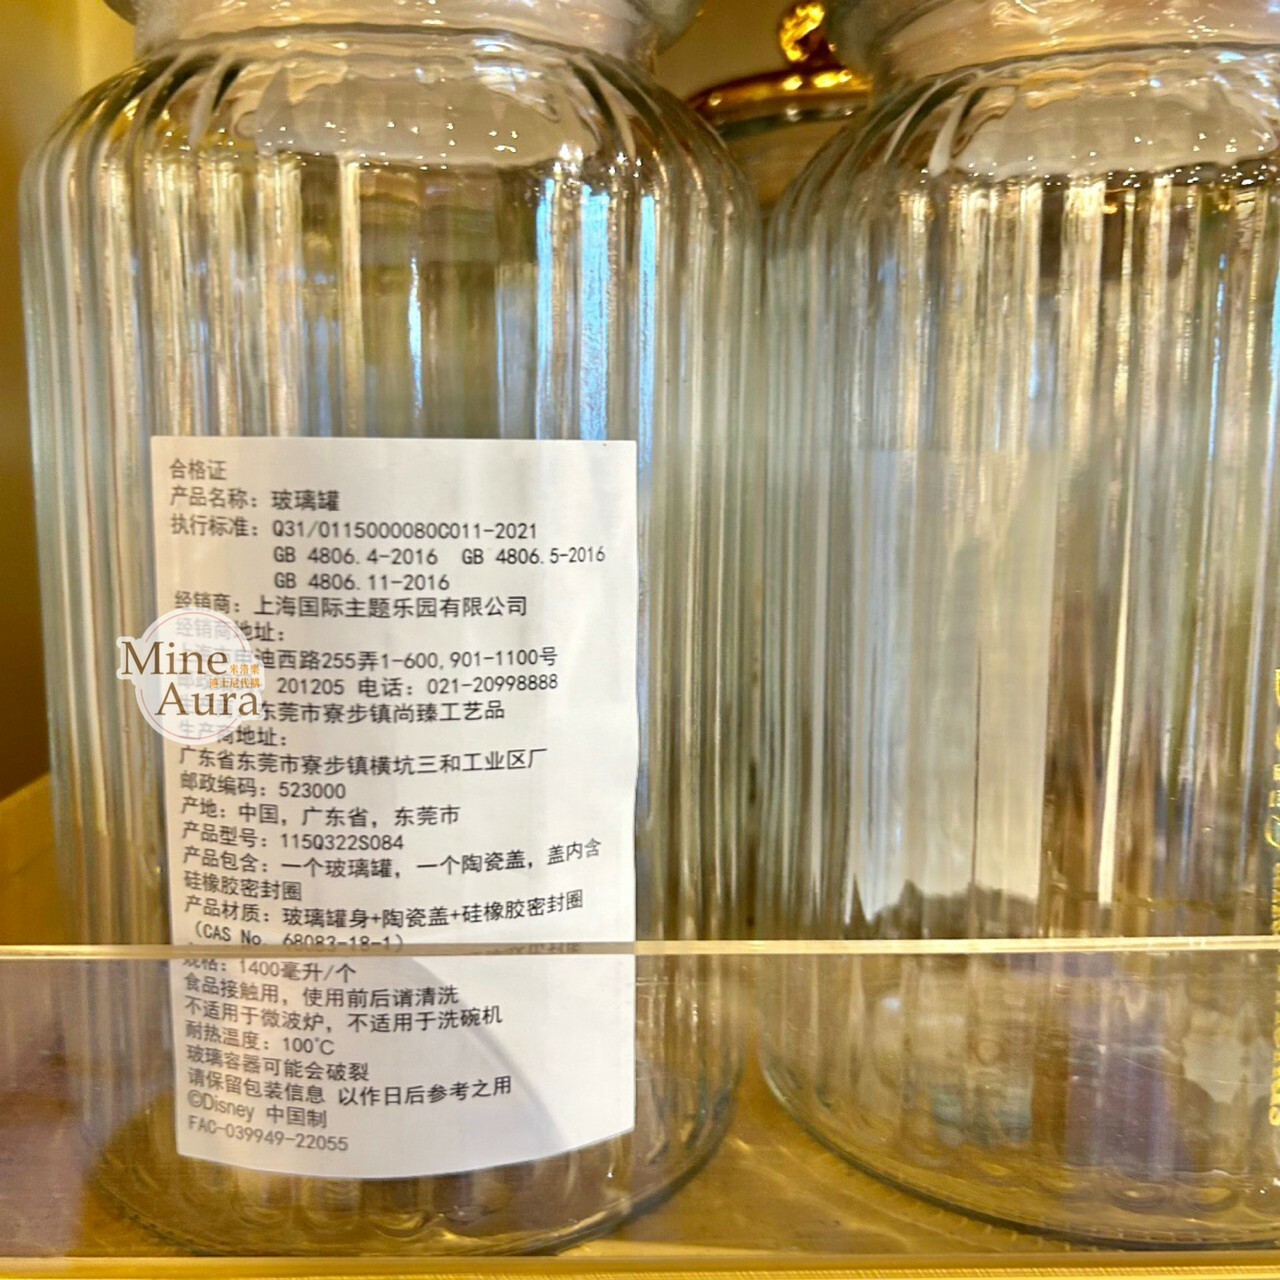 合格证
产品名称：玻璃罐
执行标准：Q31/0115000080C011-2021
GB 4806.4-2016 GB 4806.5-2016
GB 4806.11-2016
经销商：上海国际主题乐园有限公司
经销商地址：
申迪西路255弄1-600,901-1100号
201205 电话：021-20998888
东莞市寮步镇尚臻工艺品
生产商地址：
广东省东莞市寮步镇横坑三和工业区厂
邮政编码：523000
产地：中国，广东省，东莞市
产品型号：115Q322S084
产品包含：一个玻璃罐，一个陶瓷盖，盖内含
硅橡胶密封圈
产品材质：玻璃罐身+陶瓷盖+硅橡胶密封圈
（CAS No. 68083-18-1）
规格：1400毫升/个
食品接触用，使用前后请清洗
不适用于微波炉，不适用于洗碗机
耐热温度：100℃
玻璃容器可能会破裂
请保留包装信息 以作日后参考之用
©Disney 中国制
FAC-039949-22055
Mine
米洛栗
迪士尼代購
Aura